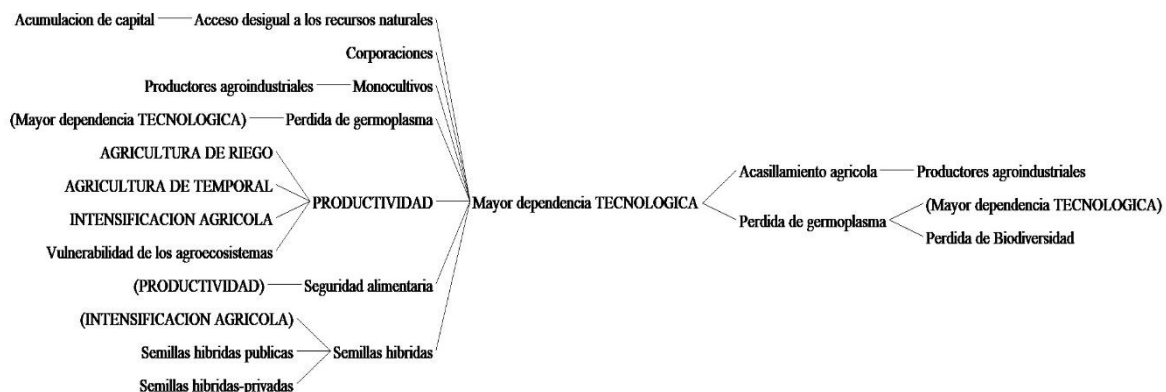 Acumulacion de capital Acceso desigual a los recursos naturales
Corporaciones
Productores agroindustriales Monocultivos
(Mayor dependencia TECNOLOGICA) Perdida de germoplasma
AGRICULTURA DE RIEGO
AGRICULTURA DE TEMPORAL
INTENSIFICACION AGRICOLA
Vulnerabilidad de los agroecosistemas
PRODUCTIVIDAD
(PRODUCTIVIDAD) Seguridad alimentaria
(INTENSIFICACION AGRICOLA)
Semillas hibridas publicas
Semillas hibridas-privadas
Semillas hibridas
Mayor dependencia TECNOLOGICA
Acasillamiento agricola Productores agroindustriales
Perdida de germoplasma
(Mayor dependencia TECNOLOGICA)
Perdida de Biodiversidad